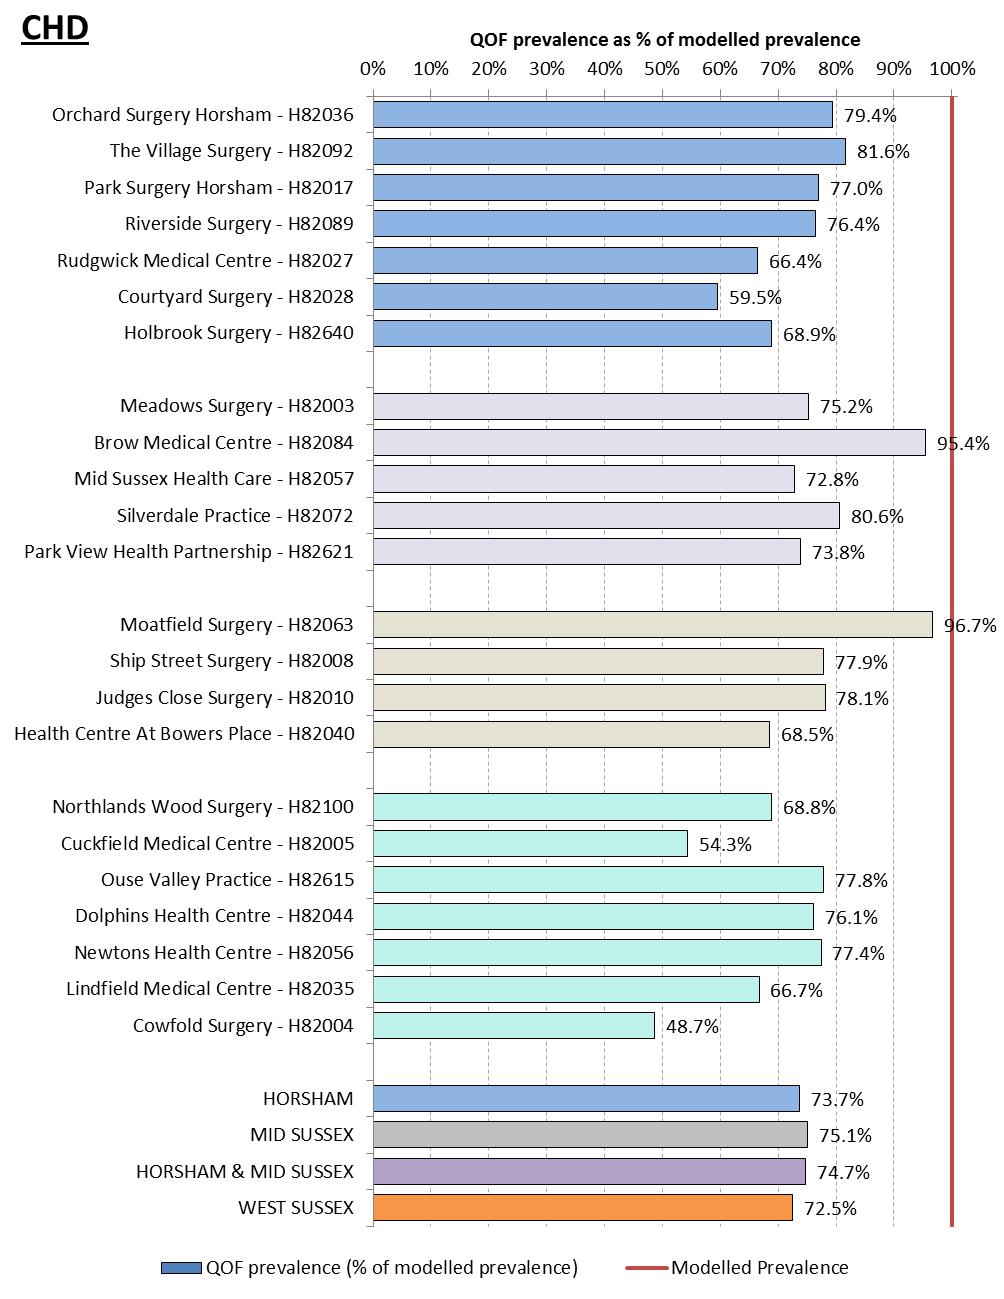 CHD
QOF prevalence as % of modelled prevalence
0% 10% 20% 30% 40% 50% 60% 70% 80% 90% 100%
Orchard Surgery Horsham - H82036 79.4%
The Village Surgery - H82092 81.6%
Park Surgery Horsham - H82017 77.0%
Riverside Surgery - H82089 76.4%
Rudgwick Medical Centre - H82027 66.4%
Courtyard Surgery - H82028 59.5%
Holbrook Surgery - H82640 68.9%
Meadows Surgery - H82003 75.2%
Brow Medical Centre - H82084 95.4%
Mid Sussex Health Care - H82057 72.8%
Silverdale Practice - H82072 80.6%
Park View Health Partnership - H82621 73.8%
Moatfield Surgery - H82063 96.7%
Ship Street Surgery - H82008 77.9%
Judges Close Surgery - H82010 78.1%
Health Centre At Bowers Place - H82040 68.5%
Northlands Wood Surgery - H82100 68.8%
Cuckfield Medical Centre - H82005 54.3%
Ouse Valley Practice - H82615 77.8%
Dolphins Health Centre - H82044 76.1%
Newtons Health Centre - H82056 77.4%
Lindfield Medical Centre - H82035 66.7%
Cowfold Surgery - H82004 48.7%
HORSHAM 73.7%
MID SUSSEX 75.1%
HORSHAM & MID SUSSEX 74.7%
WEST SUSSEX 72.5%
QOF prevalence (% of modelled prevalence) Modelled Prevalence